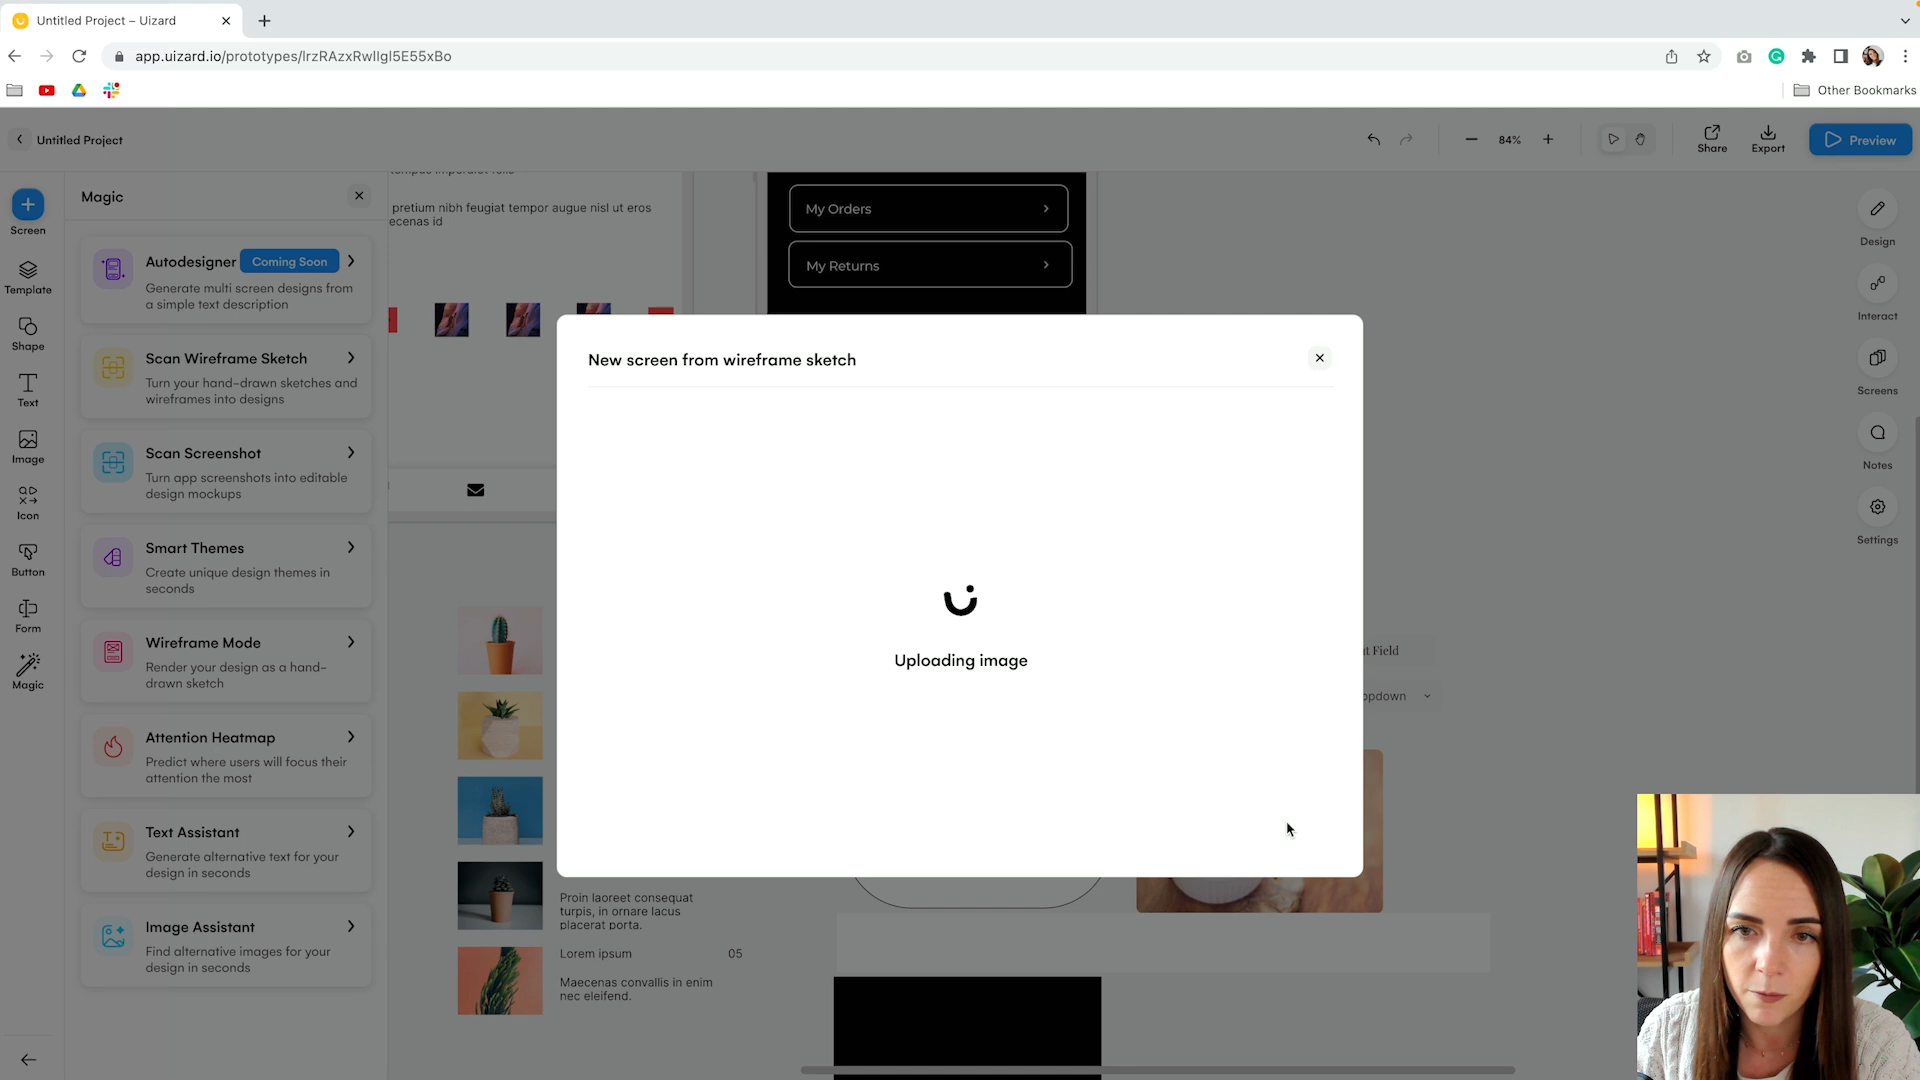 Untitled Project – Uizard
app.uizard.io/prototypes/lrzRAzxRwllgl5E55xBo
Other Bookmarks
Untitled Project
84%
Share
Export
Preview
Screen
Template
Shape
Text
Image
Icon
Button
Form
Magic
Magic
Autodesigner
Coming Soon
Generate multi screen designs from
a simple text description
Scan Wireframe Sketch
Turn your hand-drawn sketches and
wireframes into designs
Scan Screenshot
Turn app screenshots into editable
design mockups
Smart Themes
Create unique design themes in
seconds
Wireframe Mode
Render your design as a hand-
drawn sketch
Attention Heatmap
Predict where users will focus their
attention the most
Text Assistant
Generate alternative text for your
design in seconds
Image Assistant
Find alternative images for your
design in seconds
pretium nibh feugiat tempor augue nisl ut eros
ecenas id
My Orders
My Returns
New screen from wireframe sketch
Uploading image
t Field
opdown
Proin laoreet consequat
turpis, in ornare lacus
placerat porta.
Lorem ipsum
05
Maecenas convallis in enim
nec eleifend.
Design
Interact
Screens
Notes
Settings